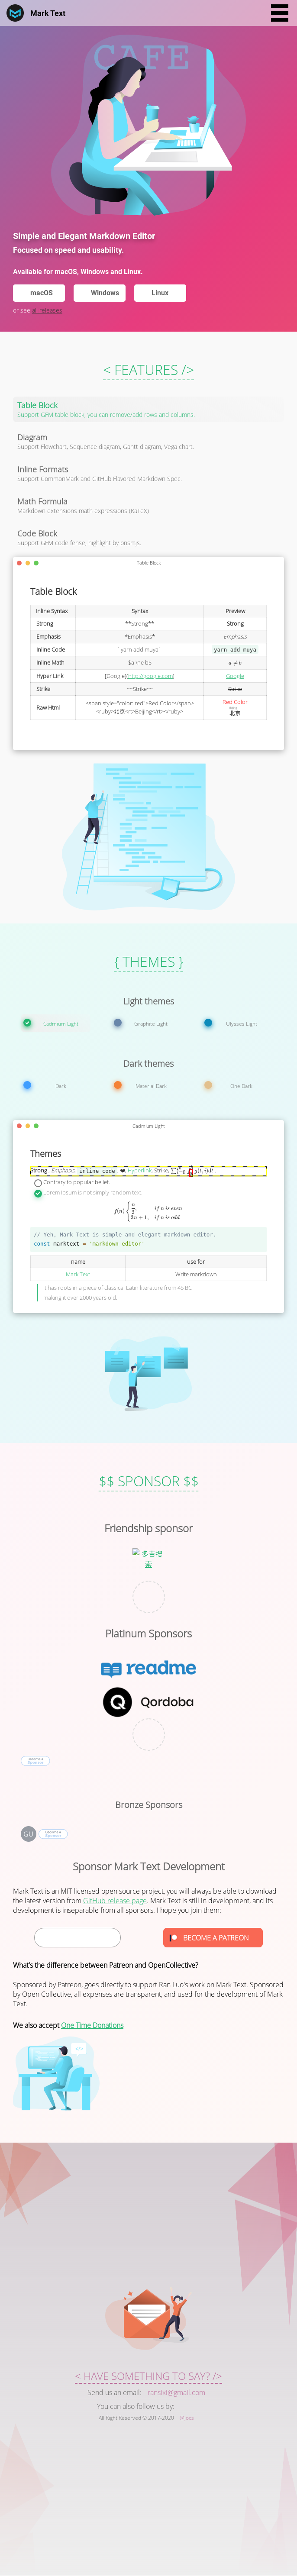 Mark Text
CAFE
Simple and Elegant Markdown Editor
Focused on speed and usability.
Available for macOS, Windows and Linux.
macOS
Windows
Linux
or see all releases
< FEATURES />
Table Block
Support GPM table block, you can remove/add rows and columns.
Diagram
Support Flowchart, Sequence diagram, Gantt diagram, Vega chart.
Inline Formats
Support CommonMark and GitHub Flavored Markdown Spec.
Math Formula
Markdown extensions math expressions (KaTeX)
Code Block
Support GFM code fense, highlight by prismjs.
Table Block
Table Block
Inline Syntax Syntax Preview
Strong **Strong** Strong
Emphasis *Emphasis* Emphasis
Inline Code `yarn add muya` yarn add muya
Inline Math $a \ne b$ a ≠ b
Hyper Link [Google](http://google.com) Google
Strike ~~Strike~~ Strike
Raw Html <span style="color: red">Red Color</span> Red Color
<ruby>北京<rt>Beijing</rt></ruby> 北京
{ THEMES }
Light themes
Cadmium Light
Graphite Light
Ulysses Light
Dark themes
Dark
Material Dark
One Dark
Cadmium Light
Themes
Strong , Emphasis, inline code , ❤️ Hyperlink,
Contrary to popular belief.
Lorem Ipsum is not simply random text.
f(n) { n/2, if n is even
3n + 1, if n is odd
// Yeh, Mark Text is simple and elegant markdown editor.
const marktext = 'markdown editor'
name use for
Mark Text Write markdown
It has roots in a piece of classical Latin literature from 45 BC
making it over 2000 years old.
$$ SPONSOR $$
Friendship sponsor
多吉搜
索
Platinum Sponsors
readme
Qordoba
Become a
Sponsor
Bronze Sponsors
GU
Become a
Sponsor
Sponsor Mark Text Development
Mark Text is an MIT licensed open source project, you will always be able to download
the latest version from GitHub release page. Mark Text is still in development, and its
development is inseparable from all sponsors. I hope you join them:
BECOME A PATREON
What's the difference between Patreon and OpenCollective?
Sponsored by Patreon, goes directly to support Ran Luo's work on Mark Text. Sponsored
by Open Collective, all expenses are transparent, and used for the development of Mark
Text.
We also accept One Time Donations
< HAVE SOMETHING TO SAY? />
Send us an email: ransixi@gmail.com
You can also follow us by:
All Right Reserved © 2017-2020 @Jocs